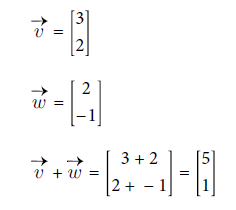 v⃗ = [3
2]
w⃗ = [2
−1]
v⃗ + w⃗ = [3 + 2
2 + − 1] = [5
1]